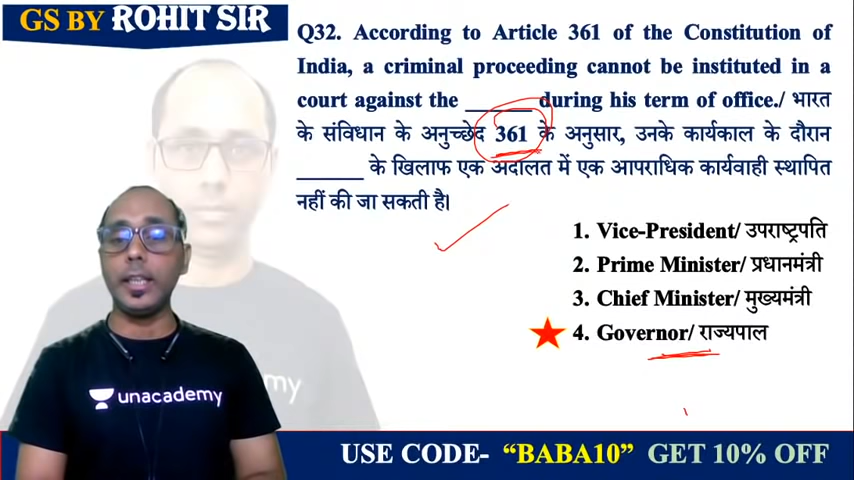 GS BY ROHIT SIR
Q32. According to Article 361 of the Constitution of
India, a criminal proceeding cannot be instituted in a
court against the ______ during his term of office./ भारत
के संविधान के अनुच्छेद 361 के अनुसार, उनके कार्यकाल के दौरान
______ के खिलाफ एक अदालत में एक आपराधिक कार्यवाही स्थापित
नहीं की जा सकती है।
1. Vice-President/ उपराष्ट्रपति
2. Prime Minister/ प्रधानमंत्री
3. Chief Minister/ मुख्यमंत्री
4. Governor/ राज्यपाल
unacademy
my
USE CODE- “BABA10” GET 10% OFF